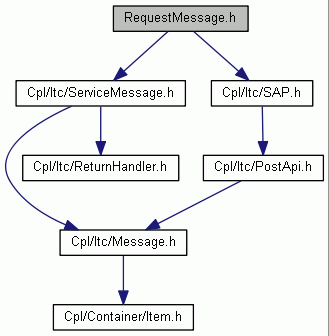 RequestMessage.h
Cpl/Itc/ServiceMessage.h
Cpl/Itc/SAP.h
Cpl/Itc/ReturnHandler.h
Cpl/Itc/PostApi.h
Cpl/Itc/Message.h
Cpl/Container/Item.h